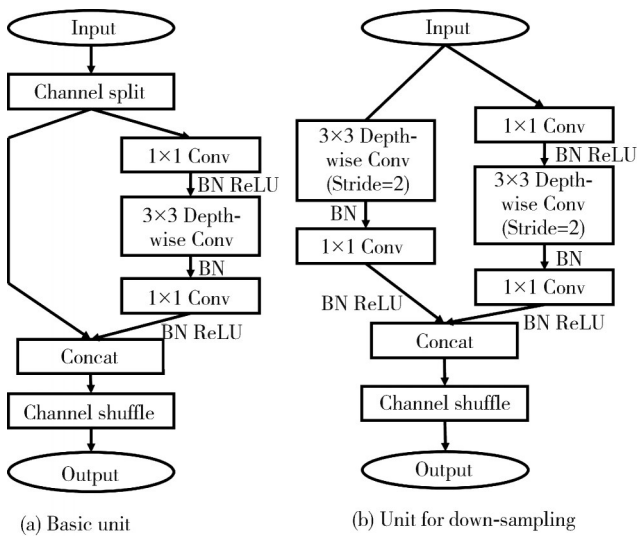 Input
Channel split
1×1 Conv
BN ReLU
3×3 Depth-
wise Conv
BN
1×1 Conv
BN ReLU
Concat
Channel shuffle
Output
(a) Basic unit
Input
3×3 Depth-
wise Conv
(Stride=2)
BN
1×1 Conv
BN ReLU
1×1 Conv
BN ReLU
3×3 Depth-
wise Conv
(Stride=2)
BN
1×1 Conv
BN ReLU
Concat
Channel shuffle
Output
(b) Unit for down-sampling